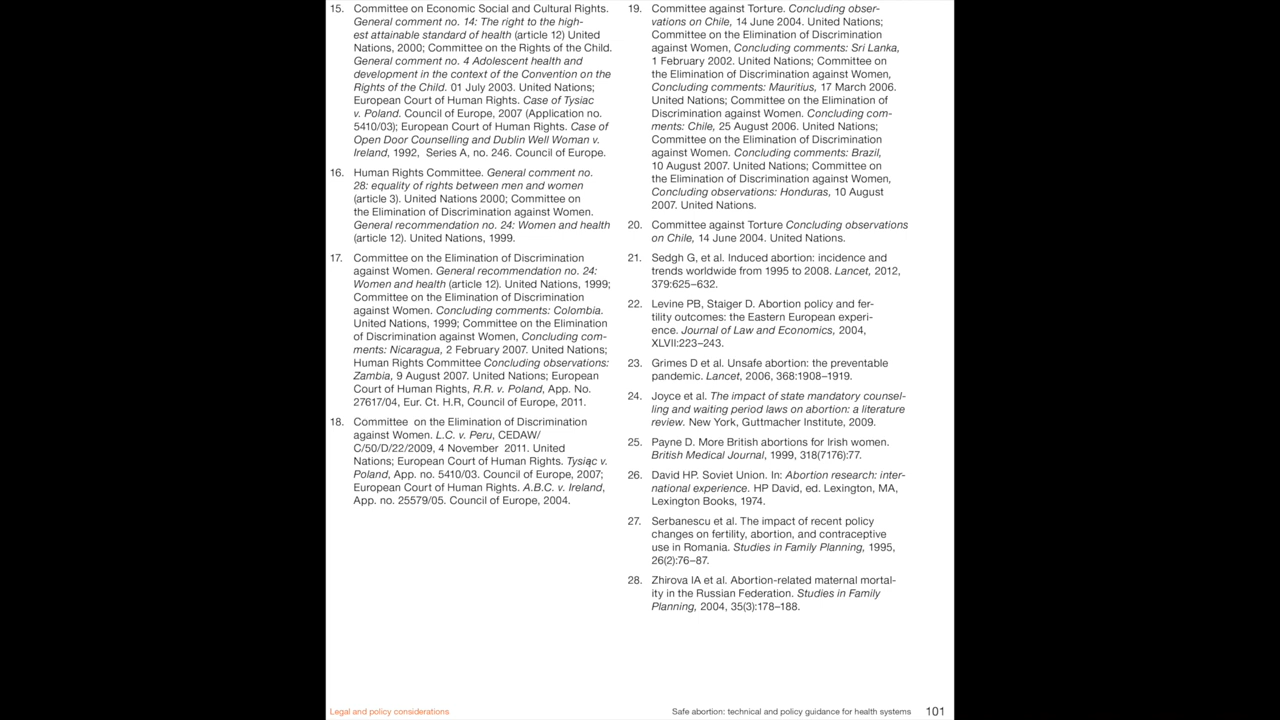 15. Committee on Economic Social and Cultural Rights.
General comment no. 14: The right to the high-
est attainable standard of health (article 12) United
Nations, 2000; Committee on the Rights of the Child.
General comment no. 4 Adolescent health and
development in the context of the Convention on the
Rights of the Child. 01 July 2003. United Nations;
European Court of Human Rights. Case of Tysiac
v. Poland. Council of Europe, 2007 (Application no.
5410/03); European Court of Human Rights. Case of
Open Door Counselling and Dublin Well Woman v.
Ireland, 1992, Series A, no. 246. Council of Europe.
16. Human Rights Committee. General comment no.
28: equality of rights between men and women
(article 3). United Nations 2000; Committee on
the Elimination of Discrimination against Women.
General recommendation no. 24: Women and health
(article 12). United Nations, 1999.
17. Committee on the Elimination of Discrimination
against Women. General recommendation no. 24:
Women and health (article 12). United Nations, 1999;
Committee on the Elimination of Discrimination
against Women. Concluding comments: Colombia.
United Nations, 1999; Committee on the Elimination
of Discrimination against Women, Concluding com-
ments: Nicaragua, 2 February 2007. United Nations;
Human Rights Committee Concluding observations:
Zambia, 9 August 2007. United Nations; European
Court of Human Rights, R.R. v. Poland, App. No.
27617/04, Eur. Ct. H.R, Council of Europe, 2011.
18. Committee on the Elimination of Discrimination
against Women. L.C. v. Peru, CEDAW/
C/50/D/22/2009, 4 November 2011. United
Nations; European Court of Human Rights. Tysiąc v.
Poland, App. no. 5410/03. Council of Europe, 2007;
European Court of Human Rights. A.B.C. v. Ireland,
App. no. 25579/05. Council of Europe, 2004.
19. Committee against Torture. Concluding obser-
vations on Chile, 14 June 2004. United Nations;
Committee on the Elimination of Discrimination
against Women, Concluding comments: Sri Lanka,
1 February 2002. United Nations; Committee on
the Elimination of Discrimination against Women,
Concluding comments: Mauritius, 17 March 2006.
United Nations; Committee on the Elimination of
Discrimination against Women. Concluding com-
ments: Chile, 25 August 2006. United Nations;
Committee on the Elimination of Discrimination
against Women. Concluding comments: Brazil,
10 August 2007. United Nations; Committee on
the Elimination of Discrimination against Women,
Concluding observations: Honduras, 10 August
2007. United Nations.
20. Committee against Torture Concluding observations
on Chile, 14 June 2004. United Nations.
21. Sedgh G, et al. Induced abortion: incidence and
trends worldwide from 1995 to 2008. Lancet, 2012,
379:625–632.
22. Levine PB, Staiger D. Abortion policy and fer-
tility outcomes: the Eastern European experi-
ence. Journal of Law and Economics, 2004,
XLVII:223–243.
23. Grimes D et al. Unsafe abortion: the preventable
pandemic. Lancet, 2006, 368:1908–1919.
24. Joyce et al. The impact of state mandatory counsel-
ling and waiting period laws on abortion: a literature
review. New York, Guttmacher Institute, 2009.
25. Payne D. More British abortions for Irish women.
British Medical Journal, 1999, 318(7176):77.
26. David HP. Soviet Union. In: Abortion research: inter-
national experience. HP David, ed. Lexington, MA,
Lexington Books, 1974.
27. Serbanescu et al. The impact of recent policy
changes on fertility, abortion, and contraceptive
use in Romania. Studies in Family Planning, 1995,
26(2):76–87.
28. Zhirova IA et al. Abortion-related maternal mortal-
ity in the Russian Federation. Studies in Family
Planning, 2004, 35(3):178–188.
Legal and policy considerations
Safe abortion: technical and policy guidance for health systems 101